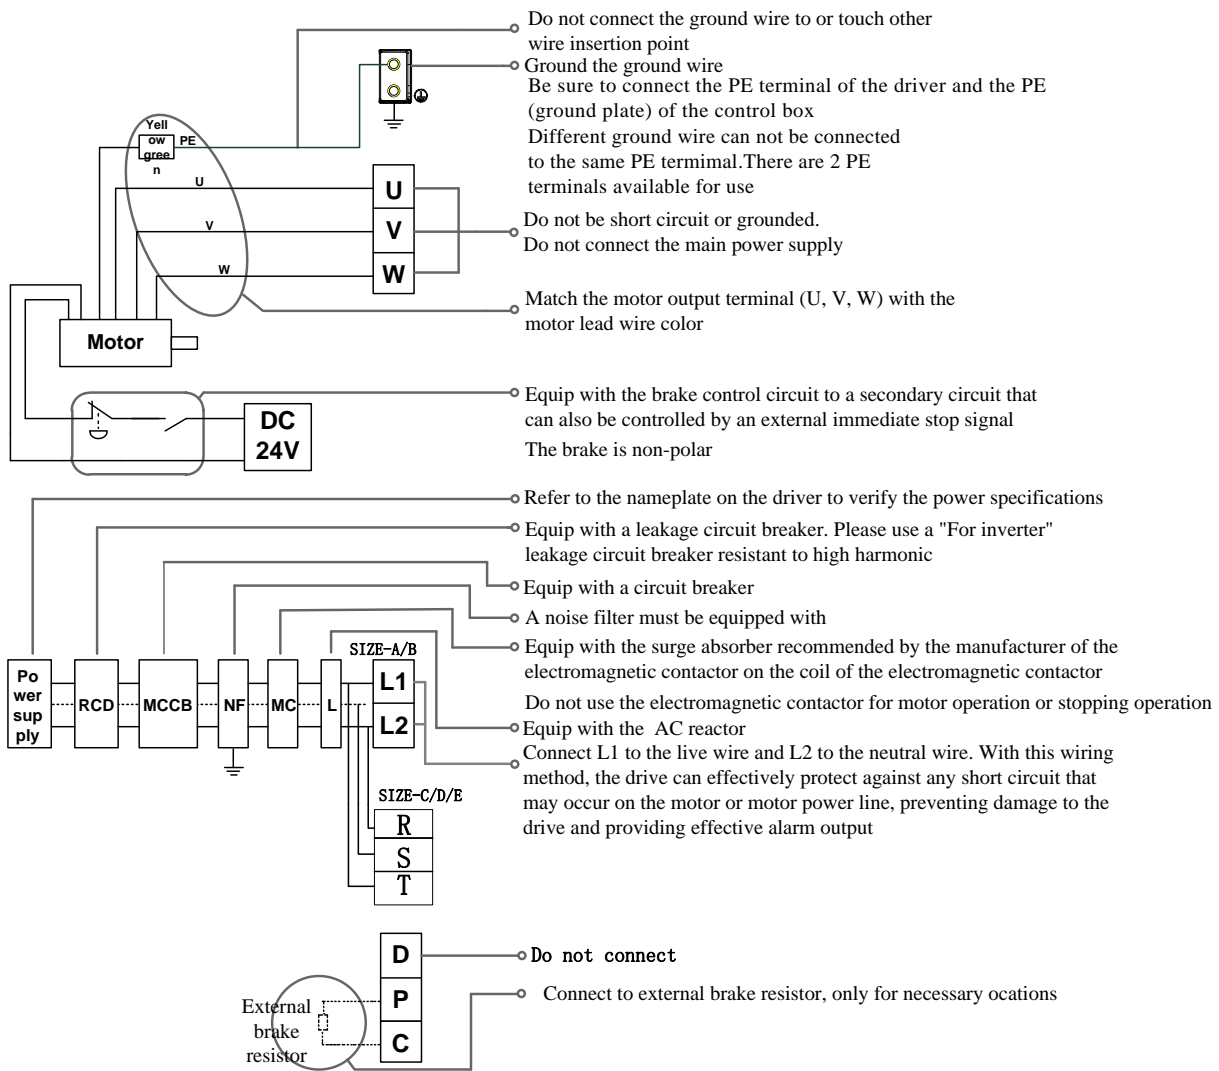 Do not connect the ground wire to or touch other
wire insertion point
Ground the ground wire
Be sure to connect the PE terminal of the driver and the PE
(ground plate) of the control box
Different ground wire can not be connected
to the same PE termimal.There are 2 PE
terminals available for use
Yell
ow
gree
n
PE
U
V
W
U
V
W
Do not be short circuit or grounded.
Do not connect the main power supply
Match the motor output terminal (U, V, W) with the
motor lead wire color
Motor
Equip with the brake control circuit to a secondary circuit that
can also be controlled by an external immediate stop signal
The brake is non-polar
DC
24V
Refer to the nameplate on the driver to verify the power specifications
Equip with a leakage circuit breaker. Please use a "For inverter"
leakage circuit breaker resistant to high harmonic
Equip with a circuit breaker
A noise filter must be equipped with
Equip with the surge absorber recommended by the manufacturer of the
electromagnetic contactor on the coil of the electromagnetic contactor
Do not use the electromagnetic contactor for motor operation or stopping operation
Equip with the  AC reactor
Connect L1 to the live wire and L2 to the neutral wire. With this wiring
method, the drive can effectively protect against any short circuit that
may occur on the motor or motor power line, preventing damage to the
drive and providing effective alarm output
Po
wer
sup
ply
RCD
MCCB
NF
MC
L
SIZE-A/B
L1
L2
SIZE-C/D/E
R
S
T
D
P
C
Do not connect
Connect to external brake resistor, only for necessary ocations
External
brake
resistor